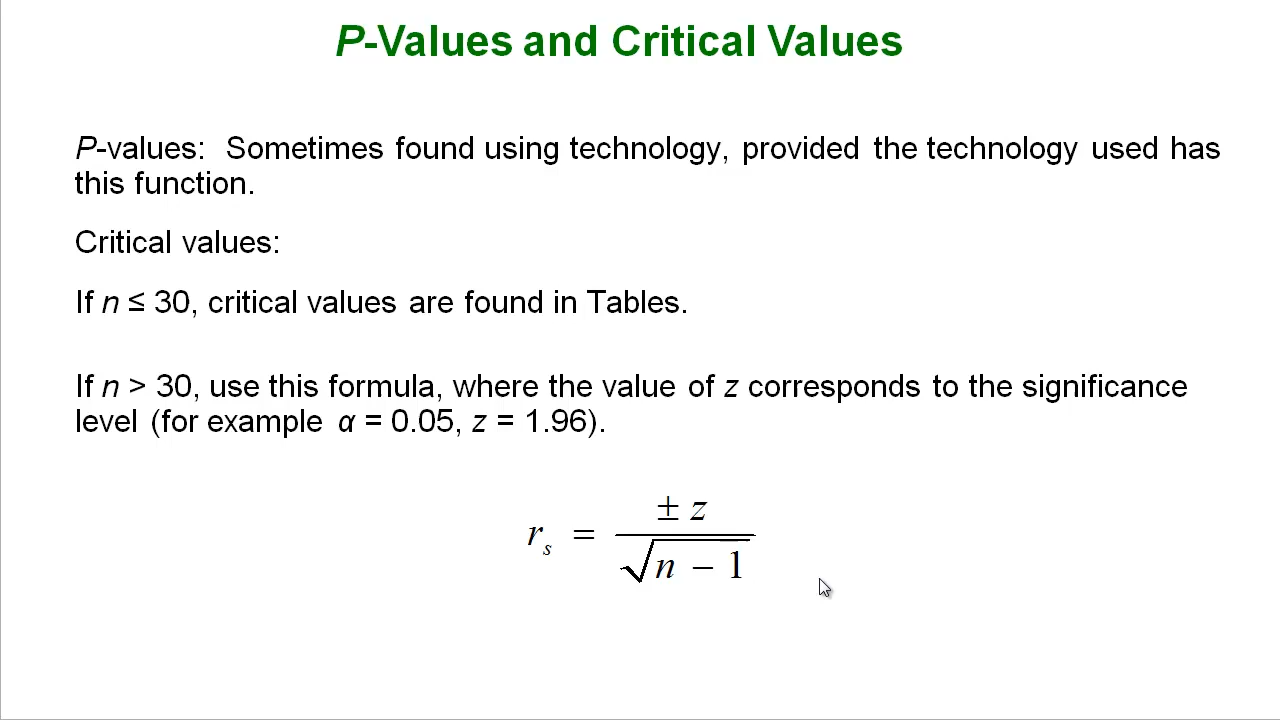 P-Values and Critical Values
P-values: Sometimes found using technology, provided the technology used has
this function.
Critical values:
If n ≤ 30, critical values are found in Tables.
If n > 30, use this formula, where the value of z corresponds to the significance
level (for example α = 0.05, z = 1.96).
r_s = ± z / √(n − 1)